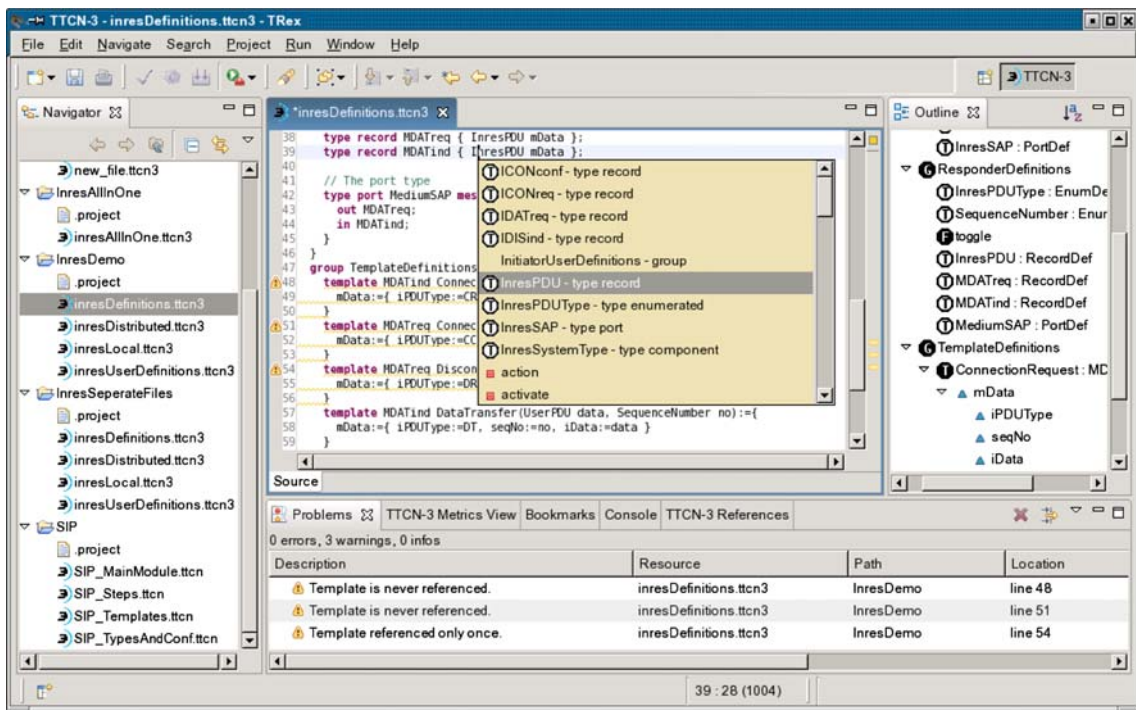 TTCN-3 - inresDefinitions.ttcn3 - TRex
File Edit Navigate Search Project Run Window Help
TTCN-3
Navigator
new_file.ttcn3
InresAllInOne
.project
inresAllInOne.ttcn3
InresDemo
.project
inresDefinitions.ttcn3
inresDistributed.ttcn3
inresLocal.ttcn3
inresUserDefinitions.ttcn3
InresSeperateFiles
.project
inresDefinitions.ttcn3
inresDistributed.ttcn3
inresLocal.ttcn3
inresUserDefinitions.ttcn3
SIP
.project
SIP_MainModule.ttcn
SIP_Steps.ttcn
SIP_Templates.ttcn
SIP_TypesAndConf.ttcn
*inresDefinitions.ttcn3
38 type record MDATreq { InresPDU mData };
39 type record MDATind { InresPDU mData };
40
41 // The port type
42 type port MediumSAP mes
43 out MDATreq;
44 in MDATind;
45 }
46 }
47 group TemplateDefinitions
48 template MDATind Connec
49 mData:={ iPDUType:=CR
50 }
51 template MDATreq Connec
52 mData:={ iPDUType:=CC
53 }
54 template MDATreq Discon
55 mData:={ iPDUType:=DR
56 }
57 template MDATind DataTransfer(UserPDU data, SequenceNumber no):={
58 mData:={ iPDUType:=DT, seqNo:=no, iData:=data }
59 }
ICONconf - type record
ICONreq - type record
IDATreq - type record
IDISind - type record
InitiatorUserDefinitions - group
InresPDU - type record
InresPDUType - type enumerated
InresSAP - type port
InresSystemType - type component
action
activate
Source
Outline
InresSAP : PortDef
ResponderDefinitions
InresPDUType : EnumDe
SequenceNumber : Enur
toggle
InresPDU : RecordDef
MDATreq : RecordDef
MDATind : RecordDef
MediumSAP : PortDef
TemplateDefinitions
ConnectionRequest : MD
mData
iPDUType
seqNo
iData
Problems TTCN-3 Metrics View Bookmarks Console TTCN-3 References
0 errors, 3 warnings, 0 infos
Description Resource Path Location
Template is never referenced. inresDefinitions.ttcn3 InresDemo line 48
Template is never referenced. inresDefinitions.ttcn3 InresDemo line 51
Template referenced only once. inresDefinitions.ttcn3 InresDemo line 54
39 : 28 (1004)